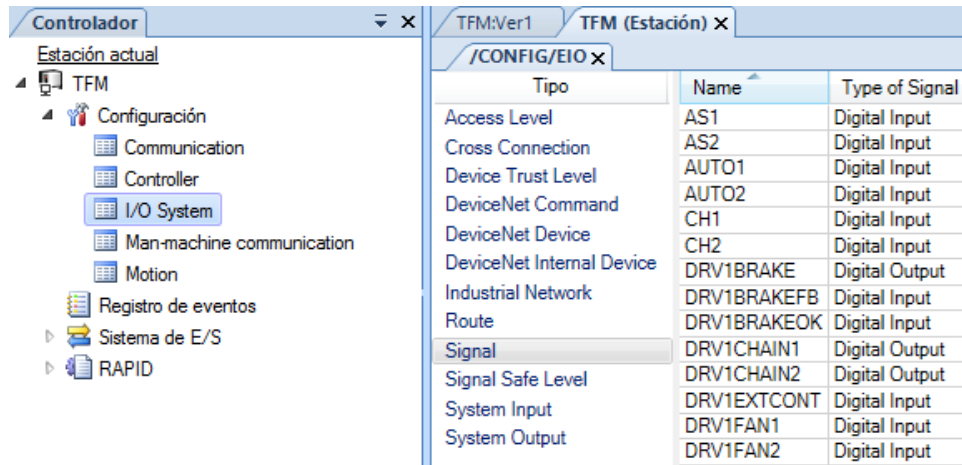 Controlador
Estación actual
TFM
Configuración
Communication
Controller
I/O System
Man-machine communication
Motion
Registro de eventos
Sistema de E/S
RAPID
TFM:Ver1 TFM (Estación)
/CONFIG/EIO
Tipo
Access Level
Cross Connection
Device Trust Level
DeviceNet Command
DeviceNet Device
DeviceNet Internal Device
Industrial Network
Route
Signal
Signal Safe Level
System Input
System Output
Name Type of Signal
AS1 Digital Input
AS2 Digital Input
AUTO1 Digital Input
AUTO2 Digital Input
CH1 Digital Input
CH2 Digital Input
DRV1BRAKE Digital Output
DRV1BRAKEFB Digital Input
DRV1BRAKEOK Digital Input
DRV1CHAIN1 Digital Output
DRV1CHAIN2 Digital Output
DRV1EXTCONT Digital Input
DRV1FAN1 Digital Input
DRV1FAN2 Digital Input